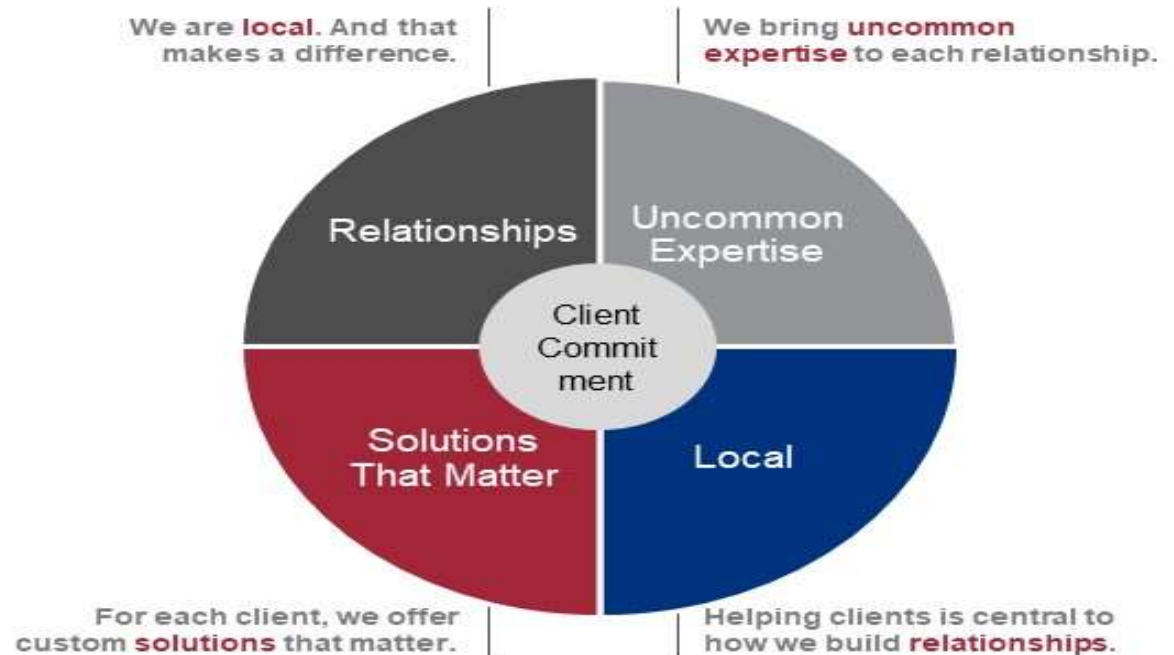 We are local. And that
makes a difference.
We bring uncommon
expertise to each relationship.
Relationships
Uncommon
Expertise
Client
Commit
ment
Solutions
That Matter
Local
For each client, we offer
custom solutions that matter.
Helping clients is central to
how we build relationships.